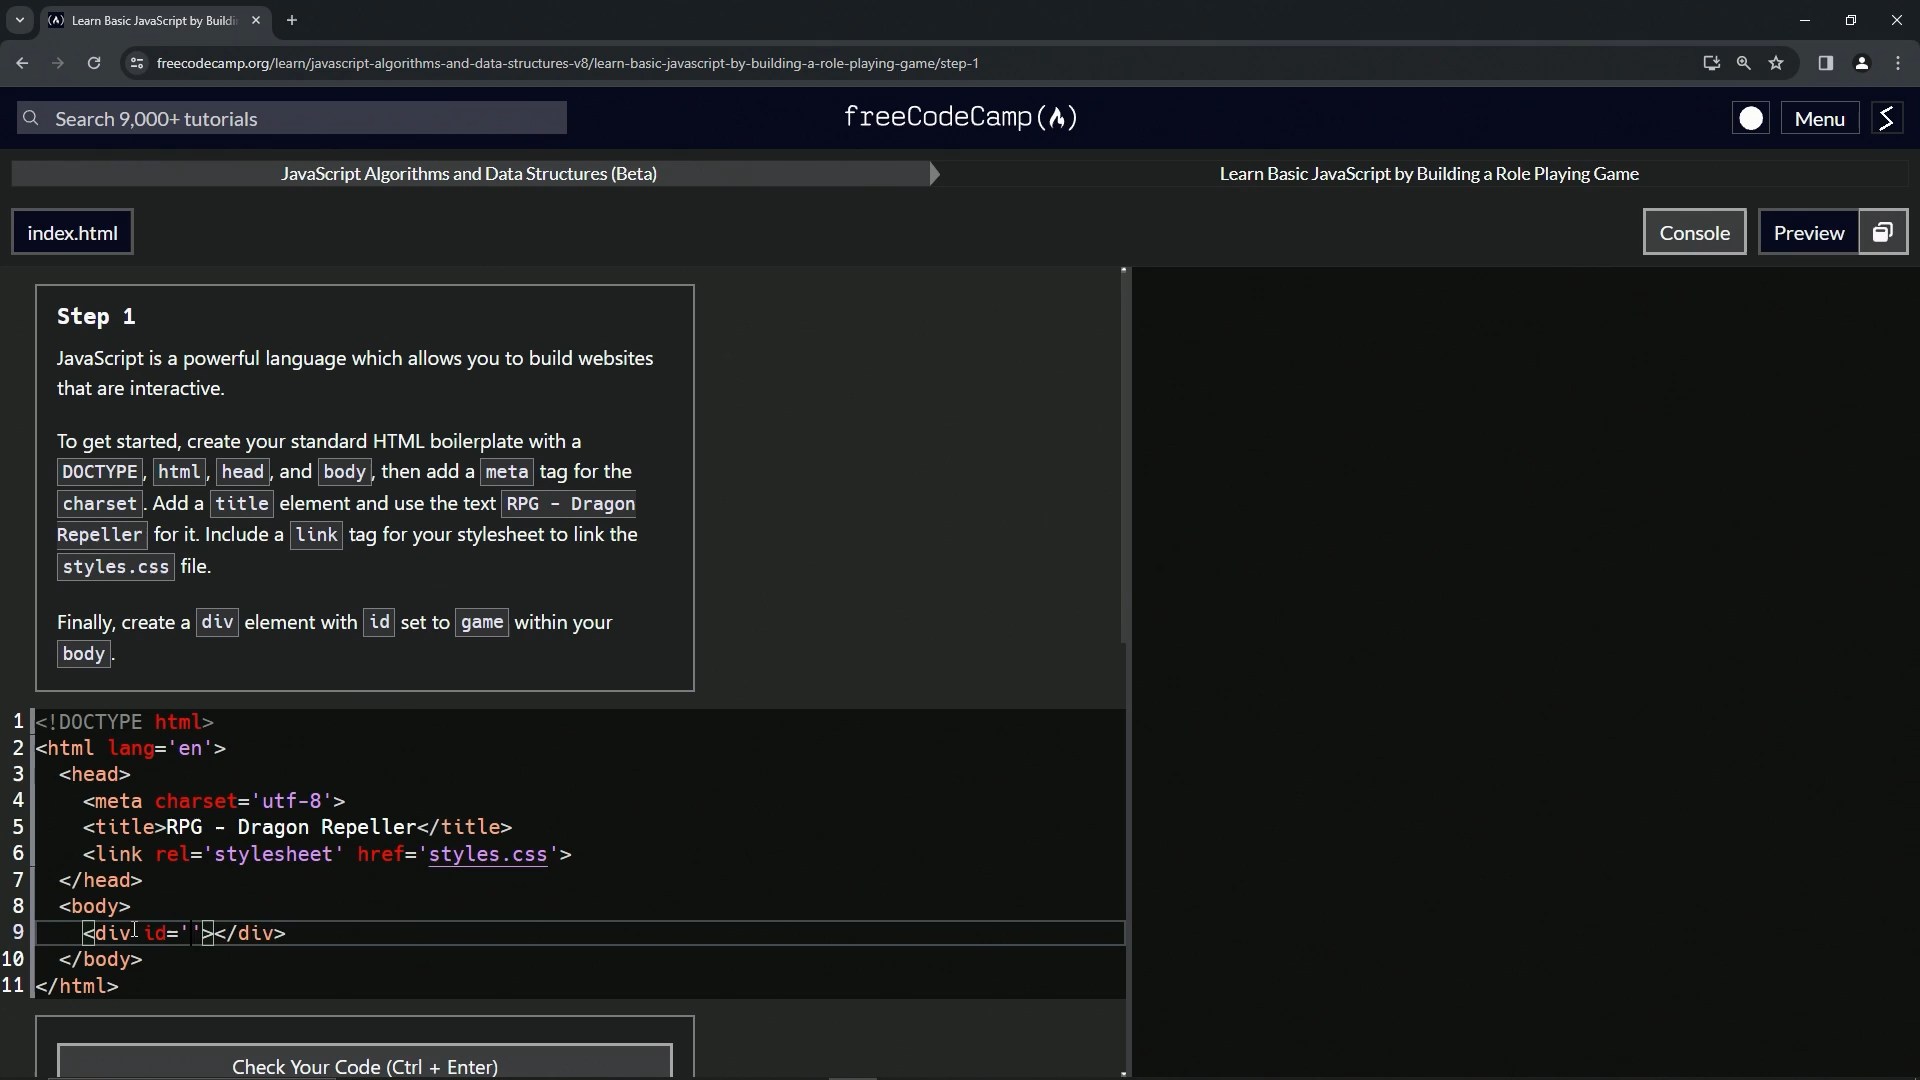 Learn Basic JavaScript by Buildi
freecodecamp.org/learn/javascript-algorithms-and-data-structures-v8/learn-basic-javascript-by-building-a-role-playing-game/step-1
Search 9,000+ tutorials
freeCodeCamp(🔥)
Menu
JavaScript Algorithms and Data Structures (Beta)
Learn Basic JavaScript by Building a Role Playing Game
index.html
Console
Preview
Step 1
JavaScript is a powerful language which allows you to build websites
that are interactive.
To get started, create your standard HTML boilerplate with a
DOCTYPE, html, head, and body, then add a meta tag for the
charset. Add a title element and use the text RPG - Dragon
Repeller for it. Include a link tag for your stylesheet to link the
styles.css file.
Finally, create a div element with id set to game within your
body.
1 <!DOCTYPE html>
2 <html lang='en'>
3 <head>
4 <meta charset='utf-8'>
5 <title>RPG - Dragon Repeller</title>
6 <link rel='stylesheet' href='styles.css'>
7 </head>
8 <body>
9 <div id=''></div>
10 </body>
11 </html>
Check Your Code (Ctrl + Enter)